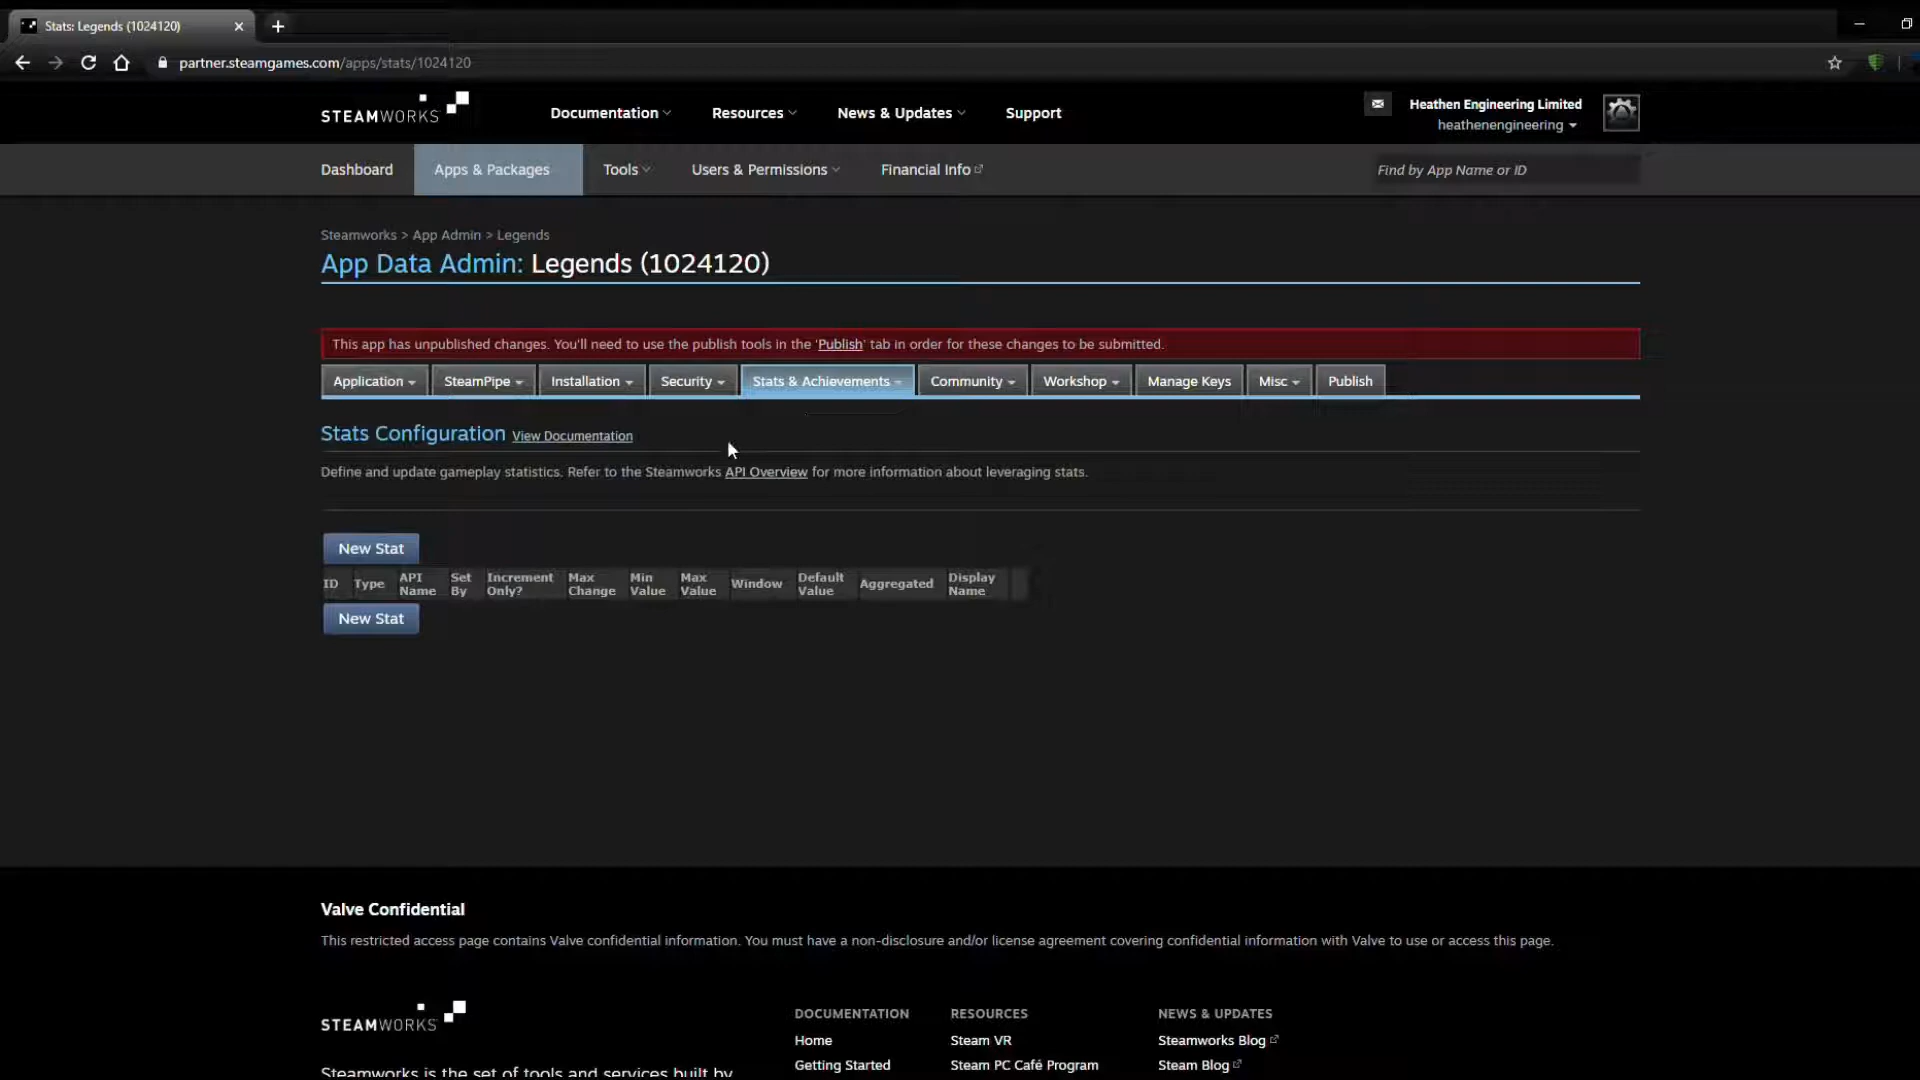 Stats: Legends (1024120)
partner.steamgames.com/apps/stats/1024120
STEAMWORKS
Documentation
Resources
News & Updates
Support
Heathen Engineering Limited
heathenengineering
Dashboard
Apps & Packages
Tools
Users & Permissions
Financial Info
Find by App Name or ID
Steamworks > App Admin > Legends
App Data Admin: Legends (1024120)
This app has unpublished changes. You'll need to use the publish tools in the 'Publish' tab in order for these changes to be submitted.
Application
SteamPipe
Installation
Security
Stats & Achievements
Community
Workshop
Manage Keys
Misc
Publish
Stats Configuration View Documentation
Define and update gameplay statistics. Refer to the Steamworks API Overview for more information about leveraging stats.
New Stat
ID
Type
API
Name
Set
By
Increment
Only?
Max
Change
Min
Value
Max
Value
Window
Default
Value
Aggregated
Display
Name
New Stat
Valve Confidential
This restricted access page contains Valve confidential information. You must have a non-disclosure and/or license agreement covering confidential information with Valve to use or access this page.
STEAMWORKS
Steamworks is the set of tools and services built by
DOCUMENTATION
Home
Getting Started
RESOURCES
Steam VR
Steam PC Café Program
NEWS & UPDATES
Steamworks Blog
Steam Blog